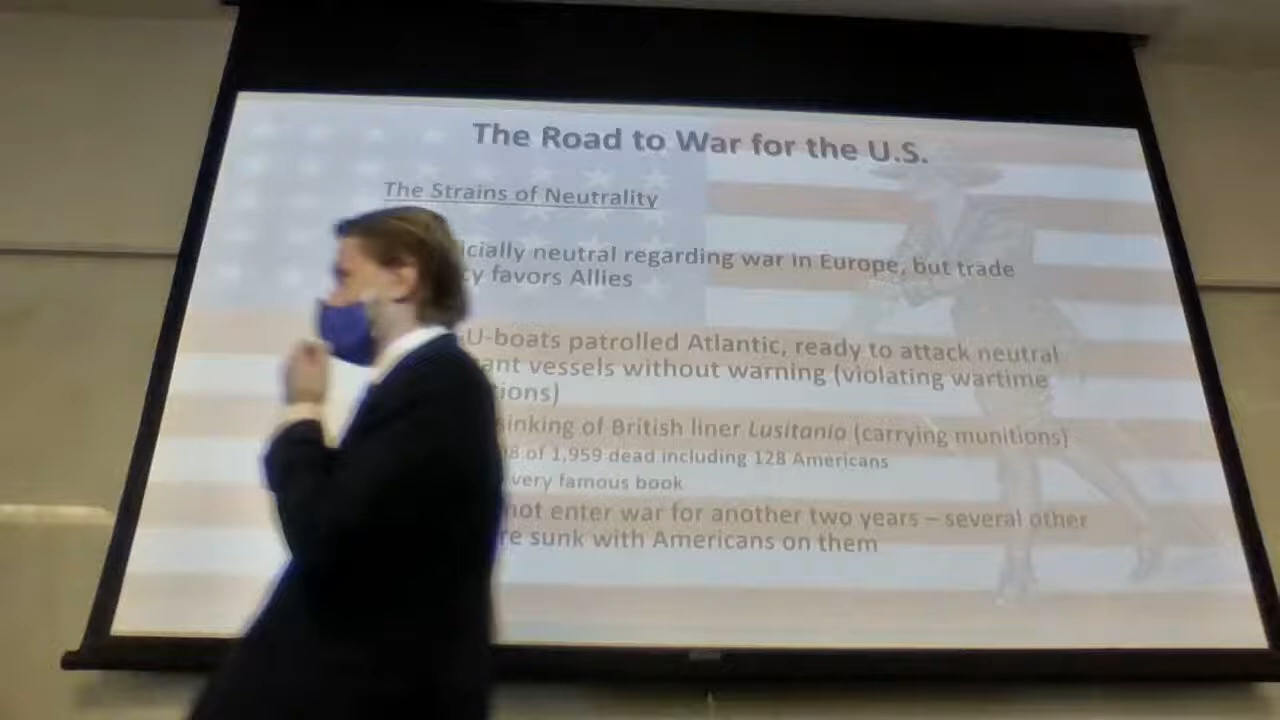 The Road to War for the U.S.
The Strains of Neutrality
icially neutral regarding war in Europe, but trade
cy favors Allies
U-boats patrolled Atlantic, ready to attack neutral
ant vessels without warning (violating wartime
tions)
sinking of British liner Lusitania (carrying munitions)
98 of 1,959 dead including 128 Americans
very famous book
not enter war for another two years – several other
re sunk with Americans on them